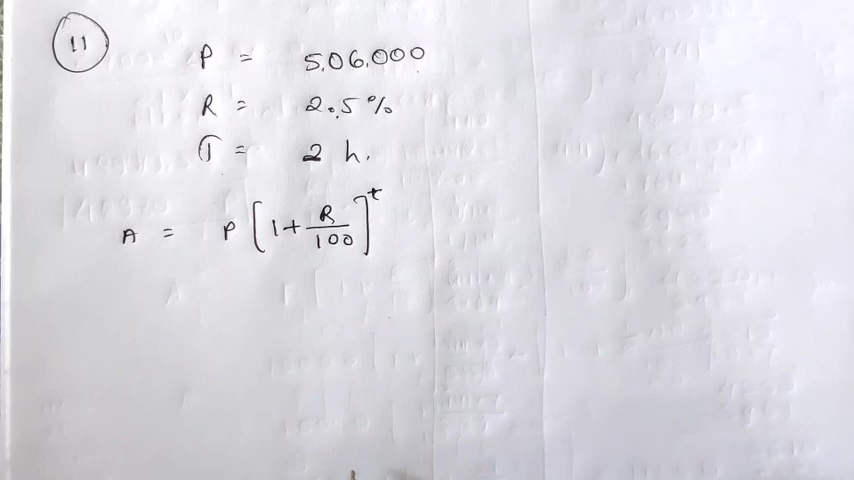 11
P = 5,06,000
R = 2.5%
T = 2 h.
A = P [1 + R/100]^t